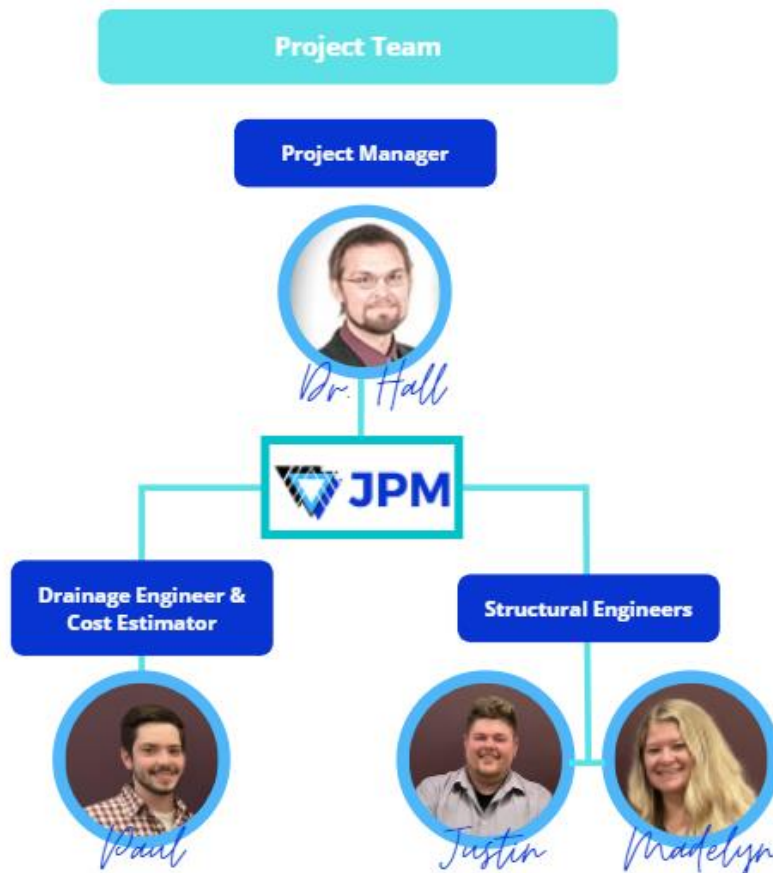 Project Team
Project Manager
Dr. Hall
JPM
Drainage Engineer &
Cost Estimator
Structural Engineers
Paul
Justin
Madelyn